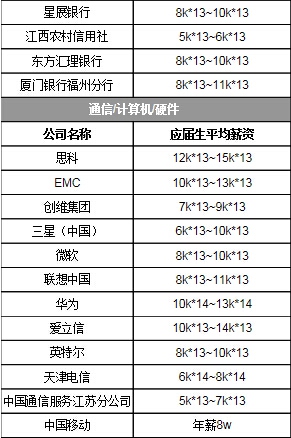 星展银行 8k*13~10k*13
江西农村信用社 5k*13~6k*13
东方汇理银行 8k*13~10k*13
厦门银行福州分行 8k*13~11k*13
通信/计算机/硬件
公司名称 应届生平均薪资
思科 12k*13~15k*13
EMC 10k*13~13k*13
创维集团 7k*13~9k*13
三星（中国） 6k*13~10k*13
微软 8k*13~10k*13
联想中国 8k*13~11k*13
华为 10k*14~13k*14
爱立信 10k*13~14k*13
英特尔 8k*13~10k*13
天津电信 6k*14~8k*14
中国通信服务江苏分公司 5k*13~7k*13
中国移动 年薪8w